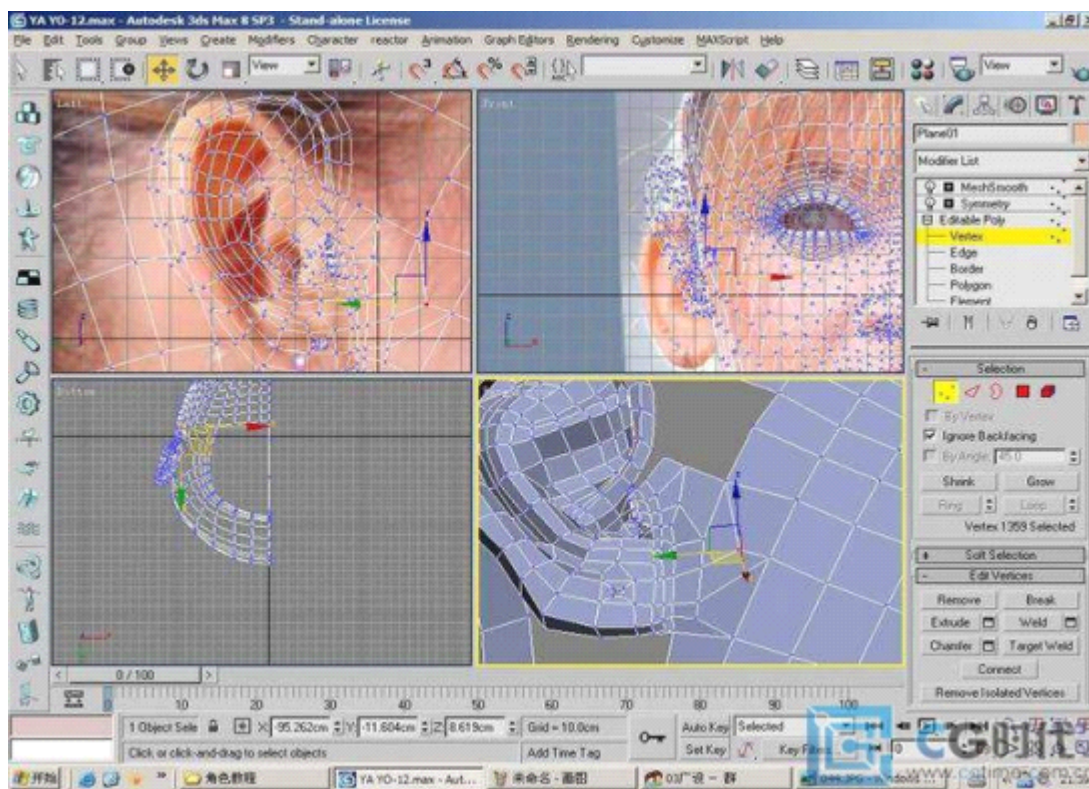 YA YO-12.max - Autodesk 3ds Max 8 SP3 - Stand-alone License
File Edit Tools Group Views Create Modifiers Character reactor Animation Graph Editors Rendering Customize MAXScript Help
View
View
Left
Front
Bottom
Plane01
Modifier List
MeshSmooth
Symmetry
Editable Poly
Vertex
Edge
Border
Polygon
Element
- Selection
By Vertex
Ignore Backfacing
By Angle: 45.0
Shrink Grow
Ring Loop
Vertex 1359 Selected
+ Soft Selection
- Edit Vertices
Remove Break
Extrude Weld
Chamfer Target Weld
Connect
Remove Isolated Vertices
0 / 100
0 10 20 30 40 50 60 70 80 90 100
1 Object Sele X: -95.262cm Y: -11.604cm Z: 8.619cm Grid = 10.0cm
Auto Key Selected
Click or click-and-drag to select objects Add Time Tag
Set Key Key Filters... 0
CG时代
www.cgtimo.com.cn
开始 角色教程 YA YO-12.max - Aut... 未命名 - 画图